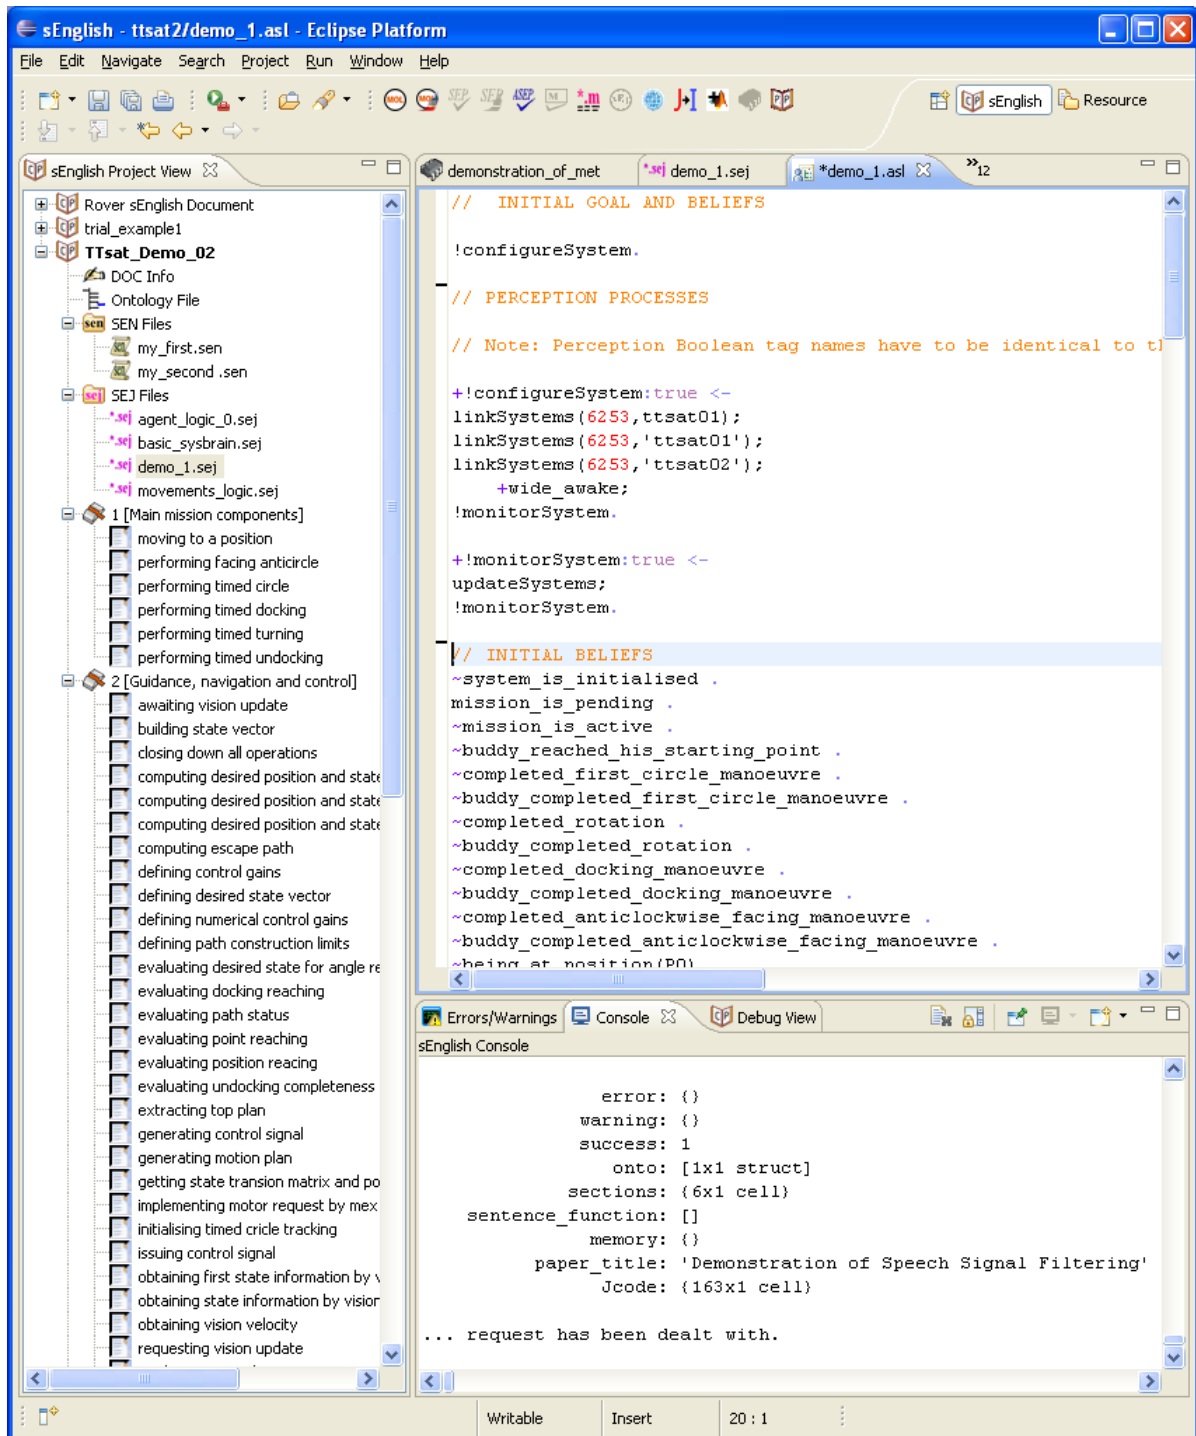 sEnglish - ttsat2/demo_1.asl - Eclipse Platform
File Edit Navigate Search Project Run Window Help
sEnglish Resource
sEnglish Project View
Rover sEnglish Document
trial_example1
TTsat_Demo_02
DOC Info
Ontology File
sen SEN Files
my_first.sen
my_second .sen
sej SEJ Files
*.sej agent_logic_0.sej
*.sej basic_sysbrain.sej
*.sej demo_1.sej
*.sej movements_logic.sej
1 [Main mission components]
moving to a position
performing facing anticircle
performing timed circle
performing timed docking
performing timed turning
performing timed undocking
2 [Guidance, navigation and control]
awaiting vision update
building state vector
closing down all operations
computing desired position and state
computing desired position and state
computing desired position and state
computing escape path
defining control gains
defining desired state vector
defining numerical control gains
defining path construction limits
evaluating desired state for angle re
evaluating docking reaching
evaluating path status
evaluating point reaching
evaluating position reacing
evaluating undocking completeness
extracting top plan
generating control signal
generating motion plan
getting state transion matrix and po
implementing motor request by mex
initialising timed cricle tracking
issuing control signal
obtaining first state information by v
obtaining state information by vision
obtaining vision velocity
requesting vision update
demonstration_of_met *.sej demo_1.sej *demo_1.asl »12
// INITIAL GOAL AND BELIEFS
!configureSystem.
// PERCEPTION PROCESSES
// Note: Perception Boolean tag names have to be identical to th
+!configureSystem:true <-
linkSystems(6253,ttsat01);
linkSystems(6253,'ttsat01');
linkSystems(6253,'ttsat02');
+wide_awake;
!monitorSystem.
+!monitorSystem:true <-
updateSystems;
!monitorSystem.
// INITIAL BELIEFS
~system_is_initialised .
mission_is_pending .
~mission_is_active .
~buddy_reached_his_starting_point .
~completed_first_circle_manoeuvre .
~buddy_completed_first_circle_manoeuvre .
~completed_rotation .
~buddy_completed_rotation .
~completed_docking_manoeuvre .
~buddy_completed_docking_manoeuvre .
~completed_anticlockwise_facing_manoeuvre .
~buddy_completed_anticlockwise_facing_manoeuvre .
~being_at_position(P0)
Errors/Warnings Console Debug View
sEnglish Console
error: {}
warning: {}
success: 1
onto: [1x1 struct]
sections: {6x1 cell}
sentence_function: []
memory: {}
paper_title: 'Demonstration of Speech Signal Filtering'
Jcode: {163x1 cell}
... request has been dealt with.
Writable Insert 20 : 1